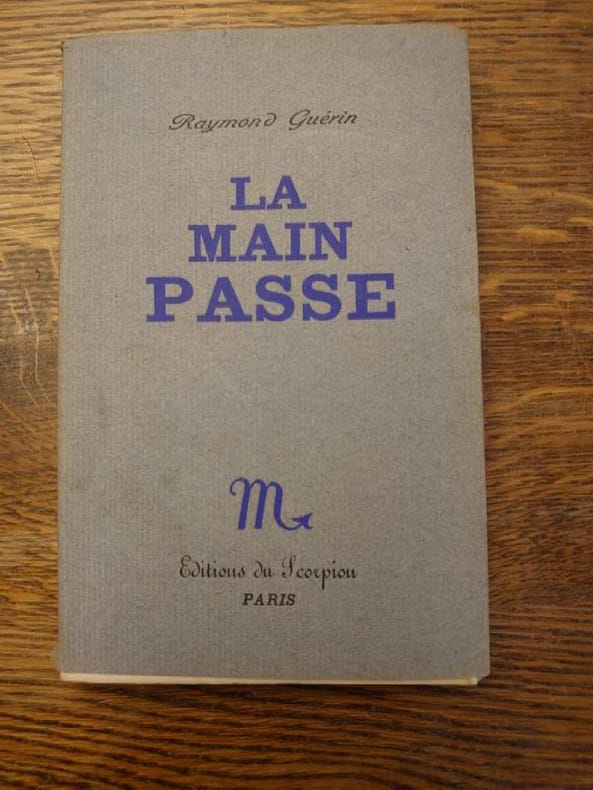 Raymond Guérin
LA
MAIN
PASSE
Editions du Scorpion
PARIS